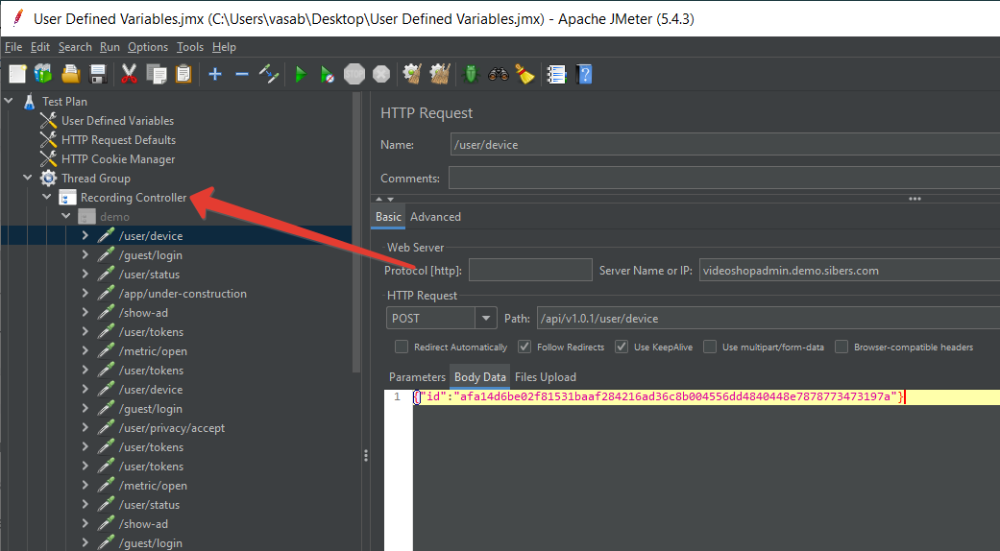 User Defined Variables.jmx (C:\Users\vasab\Desktop\User Defined Variables.jmx) - Apache JMeter (5.4.3)
File Edit Search Run Options Tools Help
STOP
Test Plan
User Defined Variables
HTTP Request Defaults
HTTP Cookie Manager
Thread Group
Recording Controller
demo
/user/device
/guest/login
/user/status
/app/under-construction
/show-ad
/user/tokens
/metric/open
/user/tokens
/user/device
/guest/login
/user/privacy/accept
/user/tokens
/user/tokens
/metric/open
/user/status
/show-ad
/guest/login
HTTP Request
Name: /user/device
Comments:
Basic Advanced
Web Server
Protocol [http]: Server Name or IP: videoshopadmin.demo.sibers.com
HTTP Request
POST Path: /api/v1.0.1/user/device
Redirect Automatically Follow Redirects Use KeepAlive Use multipart/form-data Browser-compatible headers
Parameters Body Data Files Upload
1 {"id":"afa14d6be02f81531baaf284216ad36c8b004556dd4840448e7878773473197a"}